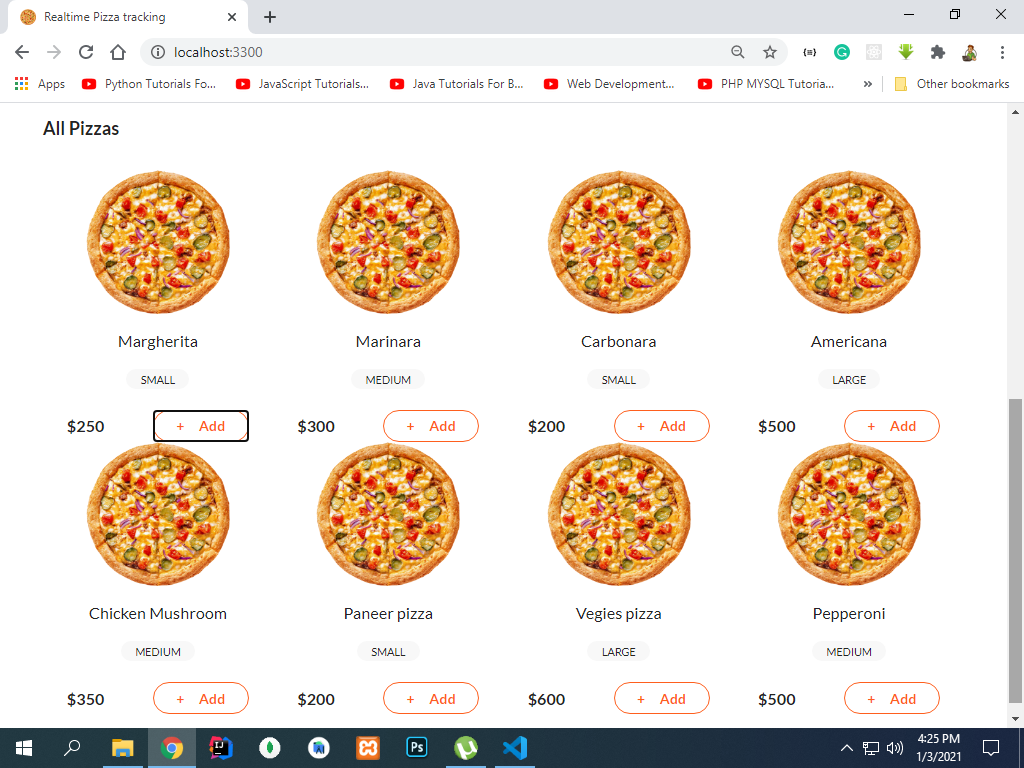 Realtime Pizza tracking
localhost:3300
Apps Python Tutorials Fo... JavaScript Tutorials... Java Tutorials For B... Web Development... PHP MYSQL Tutoria... » Other bookmarks
All Pizzas
Margherita Marinara Carbonara Americana
SMALL MEDIUM SMALL LARGE
$250 + Add $300 + Add $200 + Add $500 + Add
Chicken Mushroom Paneer pizza Vegies pizza Pepperoni
MEDIUM SMALL LARGE MEDIUM
$350 + Add $200 + Add $600 + Add $500 + Add
Ps
4:25 PM
1/3/2021